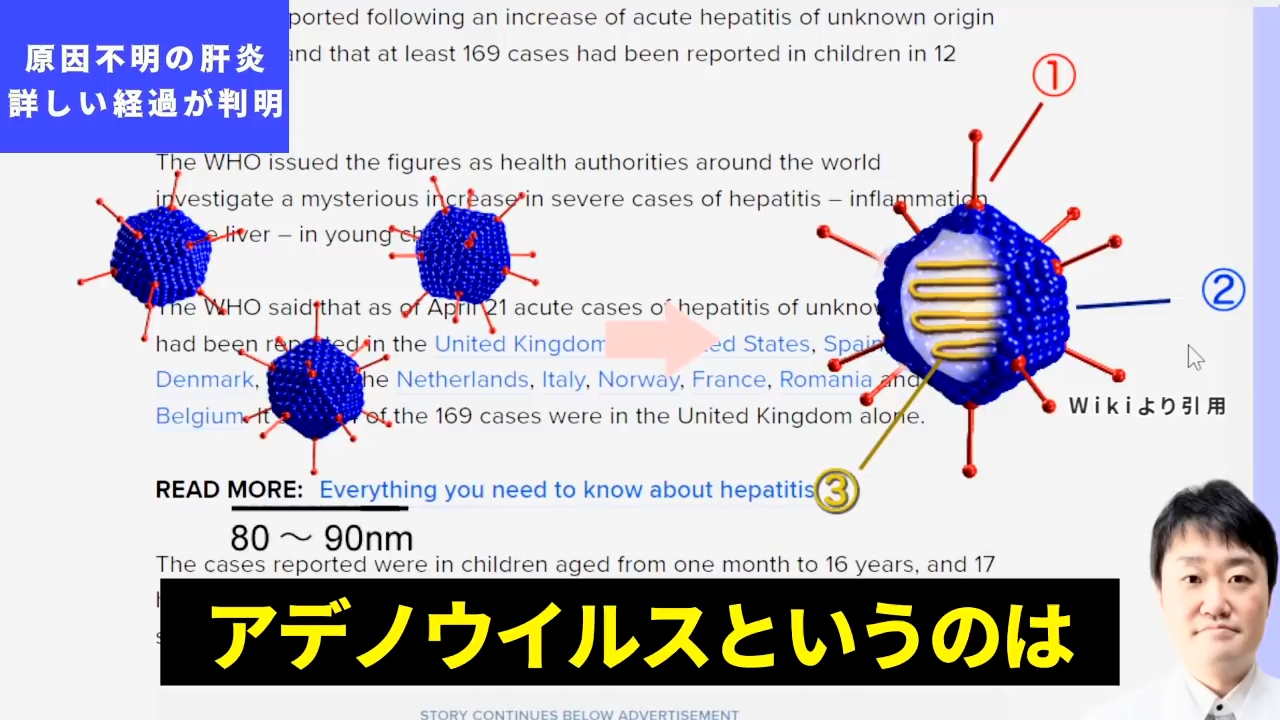 原因不明の肝炎
詳しい経過が判明
ported following an increase of acute hepatitis of unknown origin
and that at least 169 cases had been reported in children in 12
①
The WHO issued the figures as health authorities around the world
investigate a mysterious increase in severe cases of hepatitis – inflammation
liver – in young
②
The WHO said that as of April 21 acute cases of hepatitis of
had been reported in the United Kingdom States, Spain
Denmark, the Netherlands, Italy, Norway, France, Romania and
Belgium. of the 169 cases were in the United Kingdom alone.
Wikiより引用
READ MORE: Everything you need to know about hepatitis
③
80 ～ 90nm
The cases reported were in children aged from one month to 16 years, and 17
アデノウイルスというのは
STORY CONTINUES BELOW ADVERTISEMENT